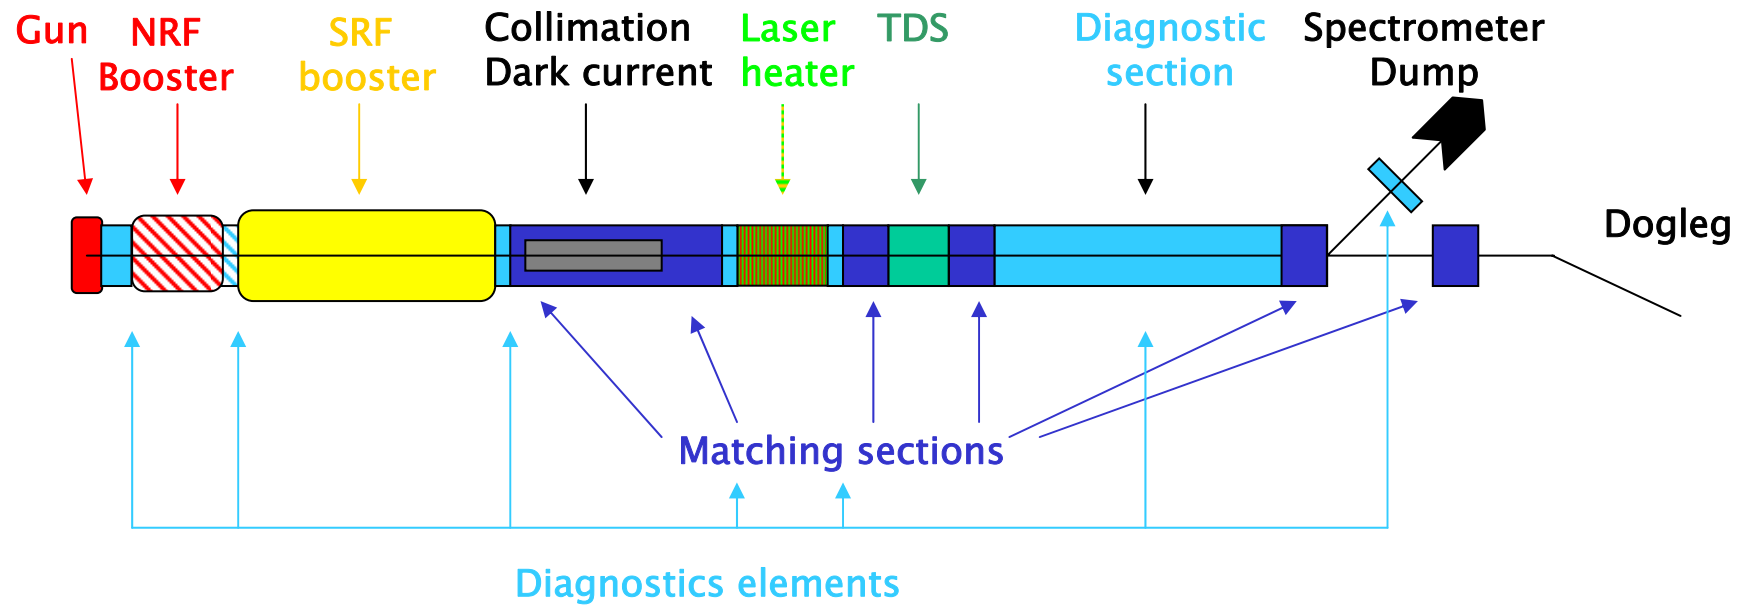 Gun
NRF
Booster
SRF
booster
Collimation
Dark current
Laser
heater
TDS
Diagnostic
section
Spectrometer
Dump
Dogleg
Matching sections
Diagnostics elements